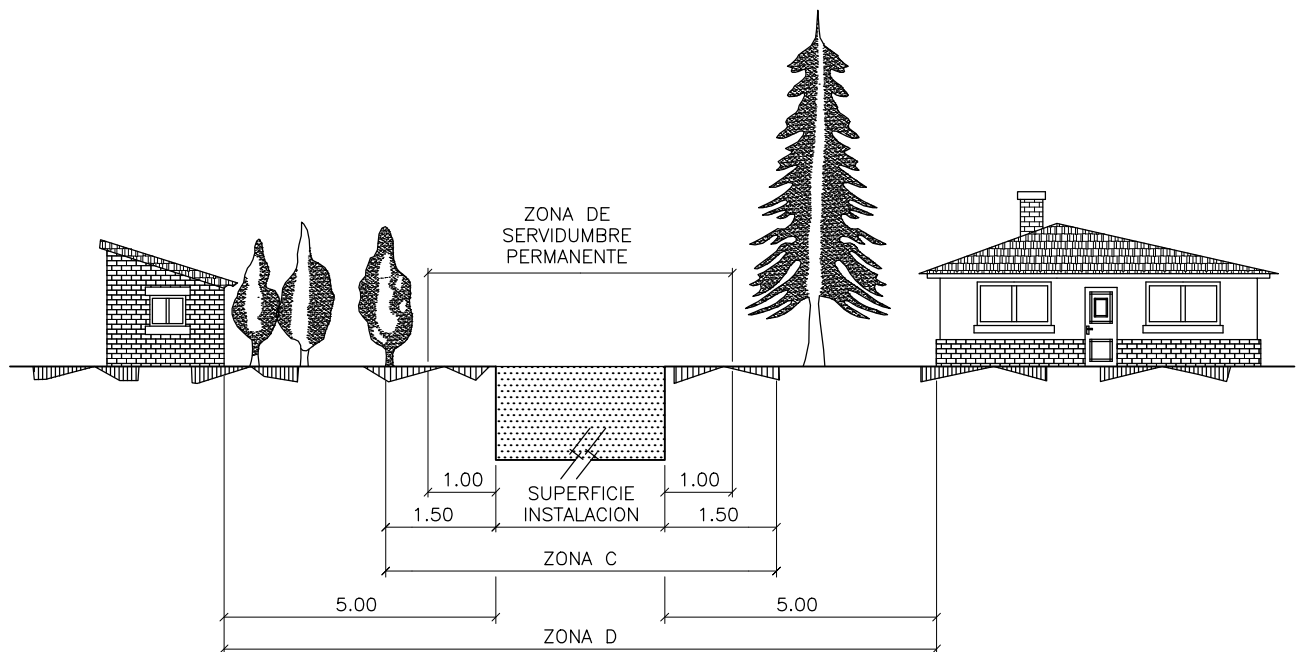 ZONA DE
SERVIDUMBRE
PERMANENTE
1.00
1.00
SUPERFICIE
INSTALACION
1.50
1.50
ZONA C
5.00
5.00
ZONA D